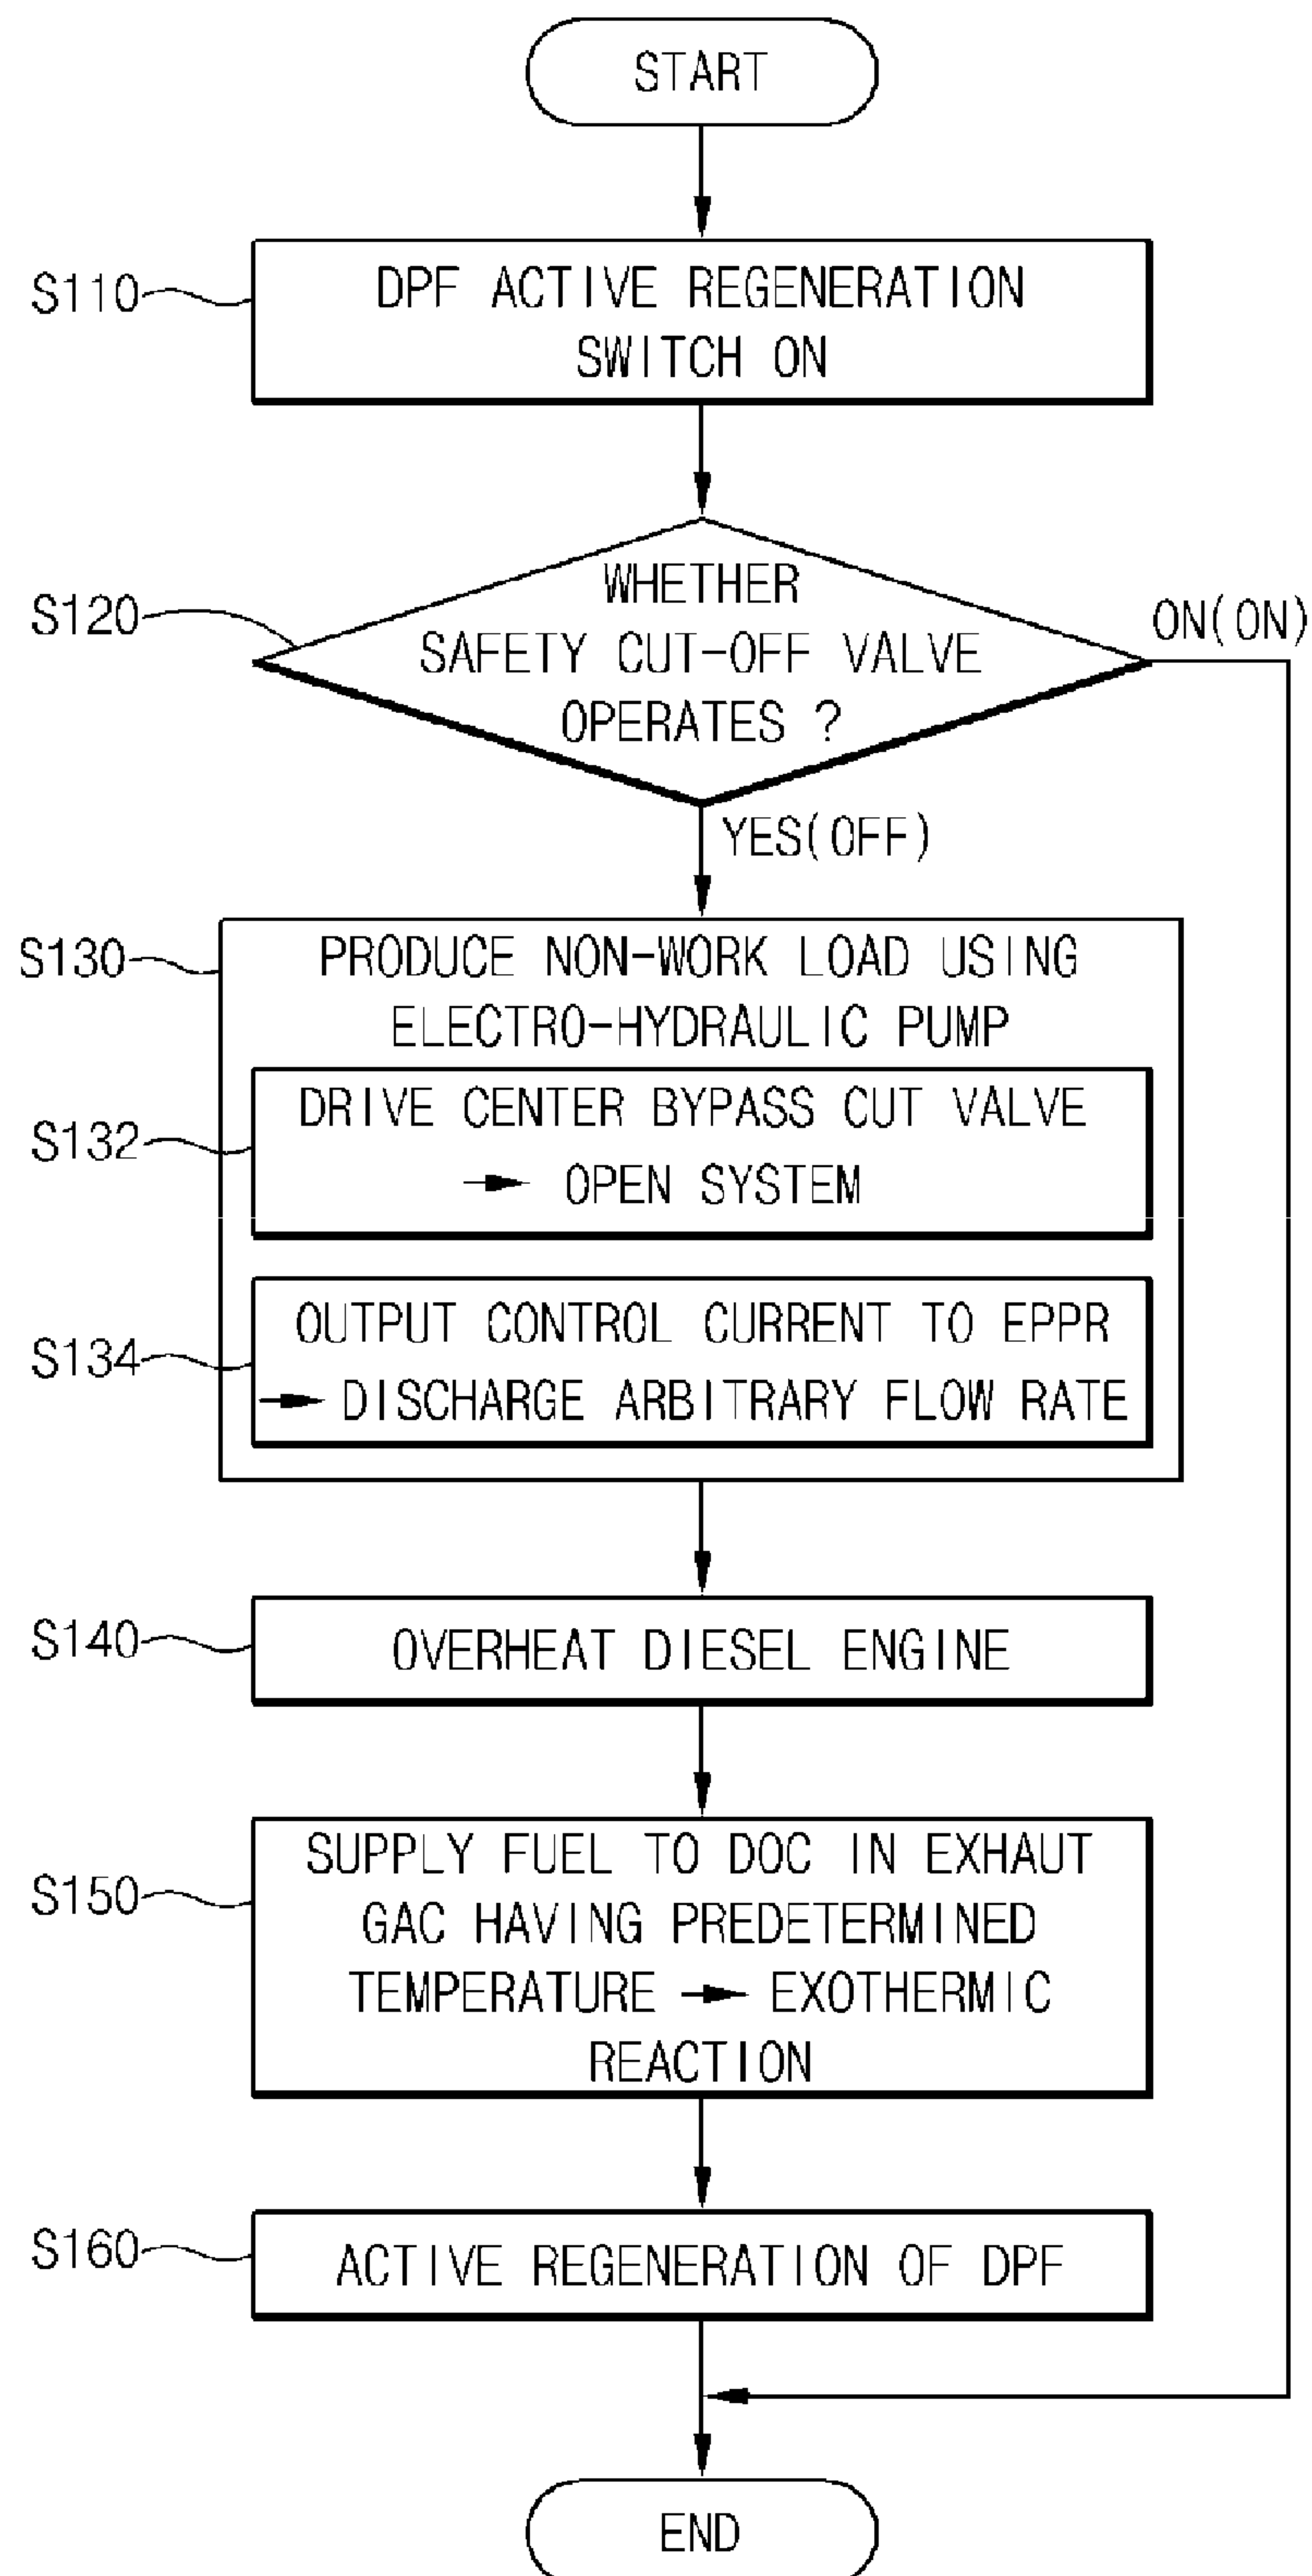 START
S110
DPF ACTIVE REGENERATION
SWITCH ON
S120
WHETHER
SAFETY CUT-OFF VALVE
OPERATES ?
ON(ON)
YES(OFF)
S130
PRODUCE NON-WORK LOAD USING
ELECTRO-HYDRAULIC PUMP
S132
DRIVE CENTER BYPASS CUT VALVE
→ OPEN SYSTEM
S134
OUTPUT CONTROL CURRENT TO EPPR
→ DISCHARGE ARBITRARY FLOW RATE
S140
OVERHEAT DIESEL ENGINE
S150
SUPPLY FUEL TO DOC IN EXHAUT
GAC HAVING PREDETERMINED
TEMPERATURE → EXOTHERMIC
REACTION
S160
ACTIVE REGENERATION OF DPF
END